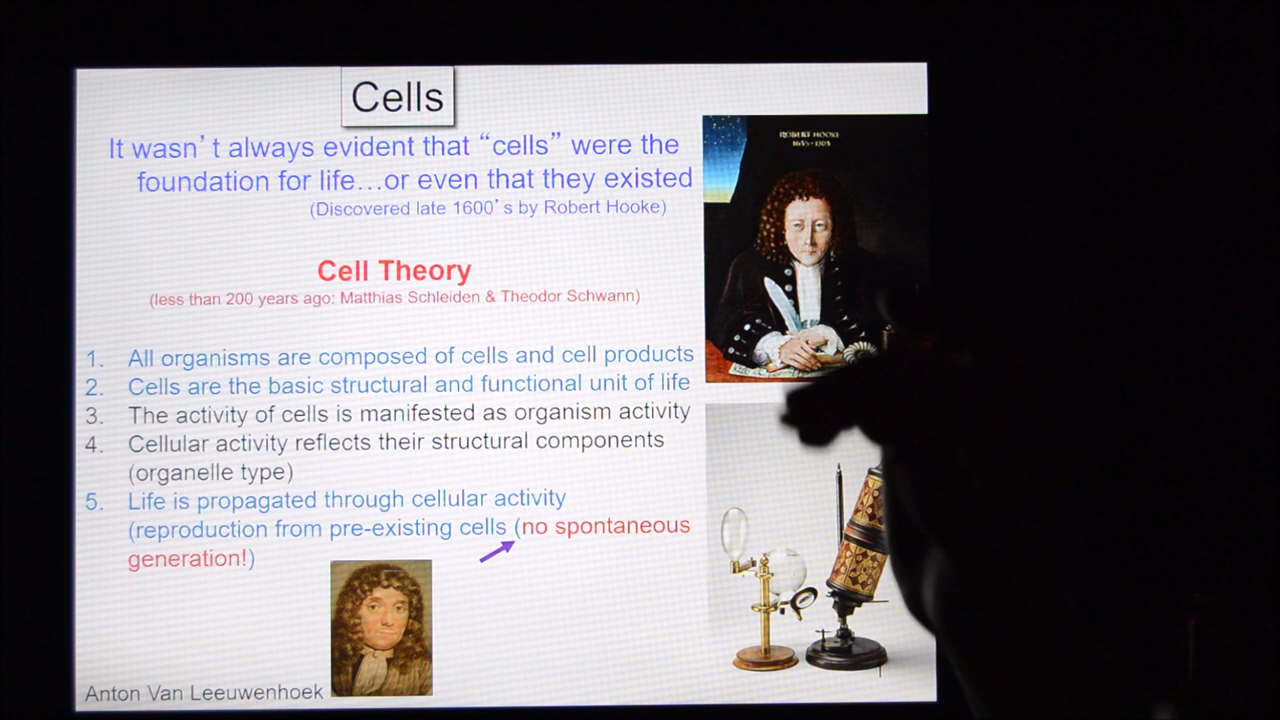 Cells
It wasn't always evident that “cells” were the
foundation for life…or even that they existed
(Discovered late 1600's by Robert Hooke)
ROBERT HOOKE
Cell Theory
(less than 200 years ago: Matthias Schleiden & Theodor Schwann)
1. All organisms are composed of cells and cell products
2. Cells are the basic structural and functional unit of life
3. The activity of cells is manifested as organism activity
4. Cellular activity reflects their structural components
(organelle type)
5. Life is propagated through cellular activity
(reproduction from pre-existing cells (no spontaneous
generation!)
Anton Van Leeuwenhoek